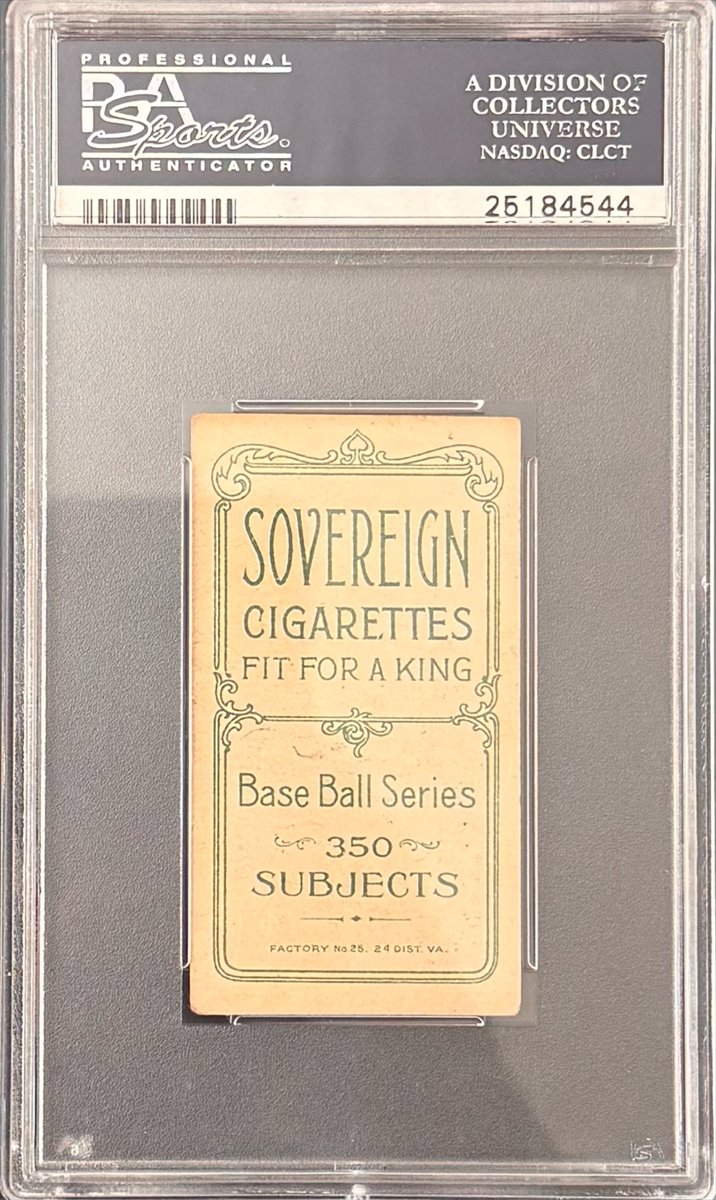 PROFESSIONAL
PSA
Sports.
AUTHENTICATOR
A DIVISION OF
COLLECTORS
UNIVERSE
NASDAQ: CLCT
25184544
SOVEREIGN
CIGARETTES
FIT FOR A KING
Base Ball Series
350
SUBJECTS
FACTORY No 25. 24 DIST. VA.